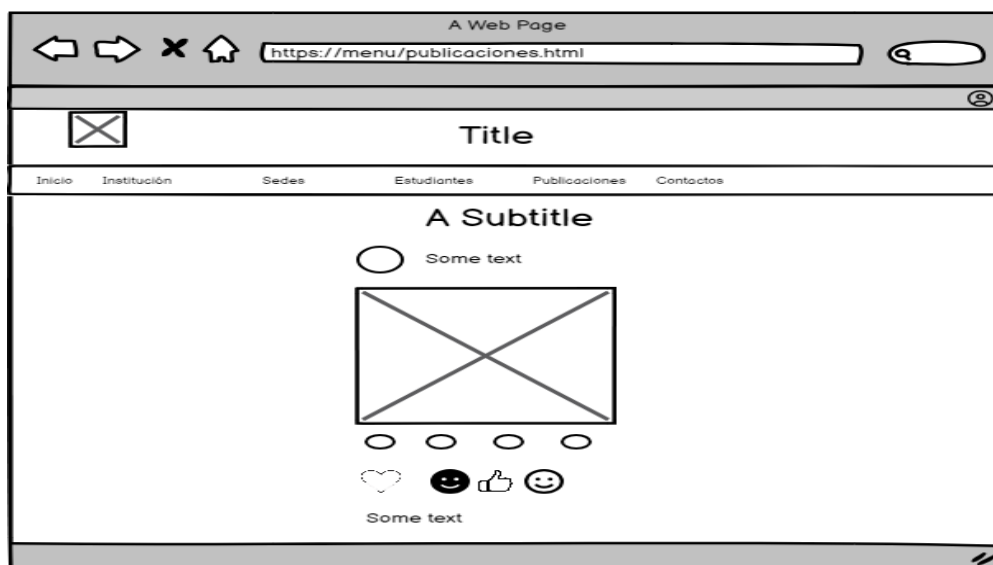 A Web Page
https://menu/publicaciones.html
Title
Inicio Institución Sedes Estudiantes Publicaciones Contactos
A Subtitle
Some text
Some text